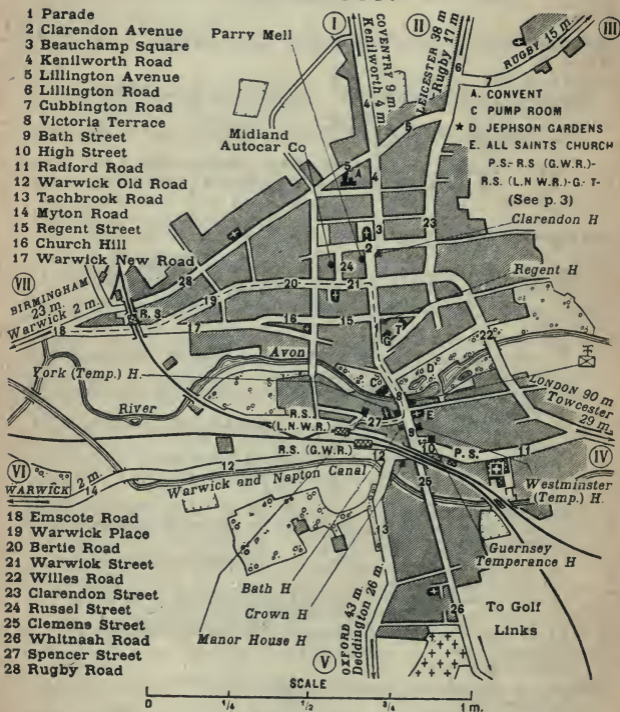 1 Parade
2 Clarendon Avenue
3 Beauchamp Square
4 Kenilworth Road
5 Lillington Avenue
6 Lillington Road
7 Cubbington Road
8 Victoria Terrace
9 Bath Street
10 High Street
11 Radford Road
12 Warwick Old Road
13 Tachbrook Road
14 Myton Road
15 Regent Street
16 Church Hill
17 Warwick New Road
Parry Mell
Midland
Autocar Co
I
COVENTRY 9 m.
Kenilworth 4 m.
II
LEICESTER 38 m
Rugby 17 m.
RUGBY 15 m.
III
A. CONVENT
C PUMP ROOM
★ D JEPHSON GARDENS
E. ALL SAINTS CHURCH
P.S.- R.S (G.W.R.)-
R.S. (L.N W.R.)-G- T-
(See p. 3)
Clarendon H
Regent H
VII
BIRMINGHAM
23 m.
Warwick 2 m.
R.S.
York (Temp.) H.
Avon
River
R.S.
(L.N.W.R.)
R.S. (G.W.R.)
P.S.
LONDON 90 m
Towcester
29 m.
IV
VI
WARWICK 2 m.
Warwick and Napton Canal
Westminster
(Temp.) H.
Guernsey
Temperance H
Bath H
Crown H
Manor House H
OXFORD 43 m.
Deddington 26 m.
V
To Golf
Links
18 Emscote Road
19 Warwick Place
20 Bertie Road
21 Warwiok Street
22 Willes Road
23 Clarendon Street
24 Russel Street
25 Clemens Street
26 Whitnash Road
27 Spencer Street
28 Rugby Road
SCALE
0 1/4 1/2 3/4 1 m.